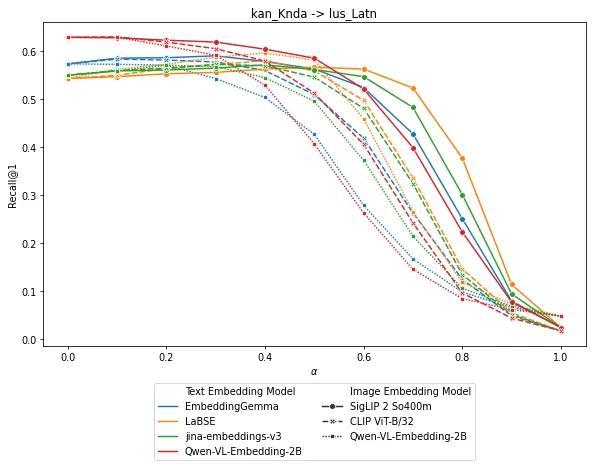 kan_Knda -> lus_Latn
Recall@1
0.6
0.5
0.4
0.3
0.2
0.1
0.0
0.0 0.2 0.4 0.6 0.8 1.0
α
Text Embedding Model
EmbeddingGemma
LaBSE
jina-embeddings-v3
Qwen-VL-Embedding-2B
Image Embedding Model
SigLIP 2 So400m
CLIP ViT-B/32
Qwen-VL-Embedding-2B